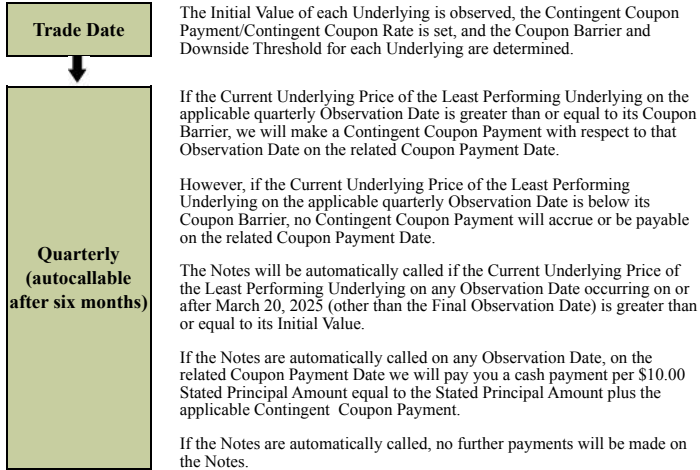 Trade Date
The Initial Value of each Underlying is observed, the Contingent Coupon
Payment/Contingent Coupon Rate is set, and the Coupon Barrier and
Downside Threshold for each Underlying are determined.
Quarterly
(autocallable
after six months)
If the Current Underlying Price of the Least Performing Underlying on the
applicable quarterly Observation Date is greater than or equal to its Coupon
Barrier, we will make a Contingent Coupon Payment with respect to that
Observation Date on the related Coupon Payment Date.
However, if the Current Underlying Price of the Least Performing
Underlying on the applicable quarterly Observation Date is below its
Coupon Barrier, no Contingent Coupon Payment will accrue or be payable
on the related Coupon Payment Date.
The Notes will be automatically called if the Current Underlying Price of
the Least Performing Underlying on any Observation Date occurring on or
after March 20, 2025 (other than the Final Observation Date) is greater than
or equal to its Initial Value.
If the Notes are automatically called on any Observation Date, on the
related Coupon Payment Date we will pay you a cash payment per $10.00
Stated Principal Amount equal to the Stated Principal Amount plus the
applicable Contingent Coupon Payment.
If the Notes are automatically called, no further payments will be made on
the Notes.